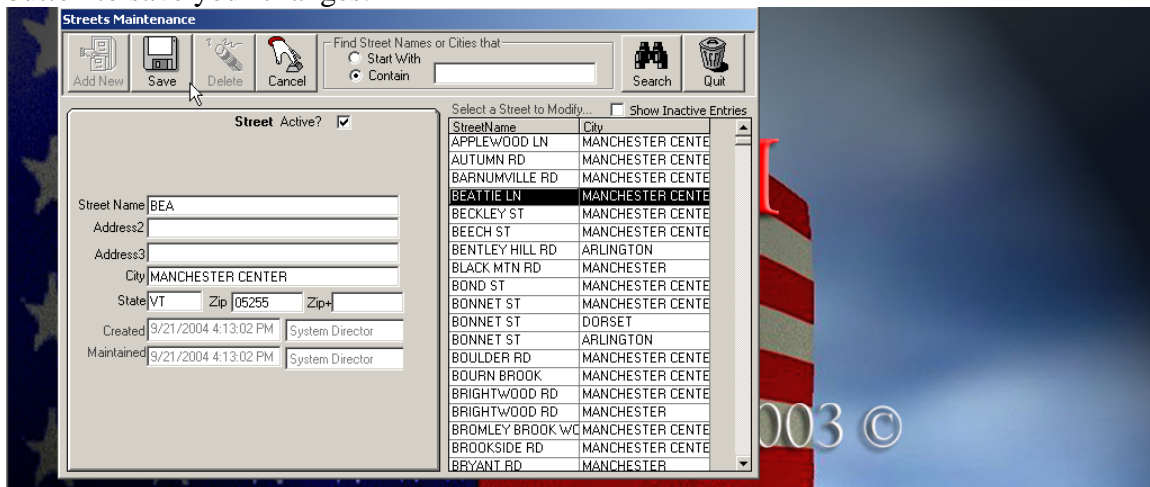 Streets Maintenance
Add New
Save
Delete
Cancel
Find Street Names or Cities that
Start With
Contain
Search
Quit
Street Active?
Street Name BEA
Address2
Address3
City MANCHESTER CENTER
State VT Zip 05255 Zip+
Created 9/21/2004 4:13:02 PM System Director
Maintained 9/21/2004 4:13:02 PM System Director
Select a Street to Modify... Show Inactive Entries
StreetName City
APPLEWOOD LN MANCHESTER CENTE
AUTUMN RD MANCHESTER CENTE
BARNUMVILLE RD MANCHESTER CENTE
BEATTIE LN MANCHESTER CENTE
BECKLEY ST MANCHESTER CENTE
BEECH ST MANCHESTER CENTE
BENTLEY HILL RD ARLINGTON
BLACK MTN RD MANCHESTER
BOND ST MANCHESTER CENTE
BONNET ST MANCHESTER CENTE
BONNET ST DORSET
BONNET ST ARLINGTON
BOULDER RD MANCHESTER CENTE
BOURN BROOK MANCHESTER CENTE
BRIGHTWOOD RD MANCHESTER CENTE
BRIGHTWOOD RD MANCHESTER
BROMLEY BROOK WO MANCHESTER CENTE
BROOKSIDE RD MANCHESTER CENTE
BRYANT RD MANCHESTER
003 ©